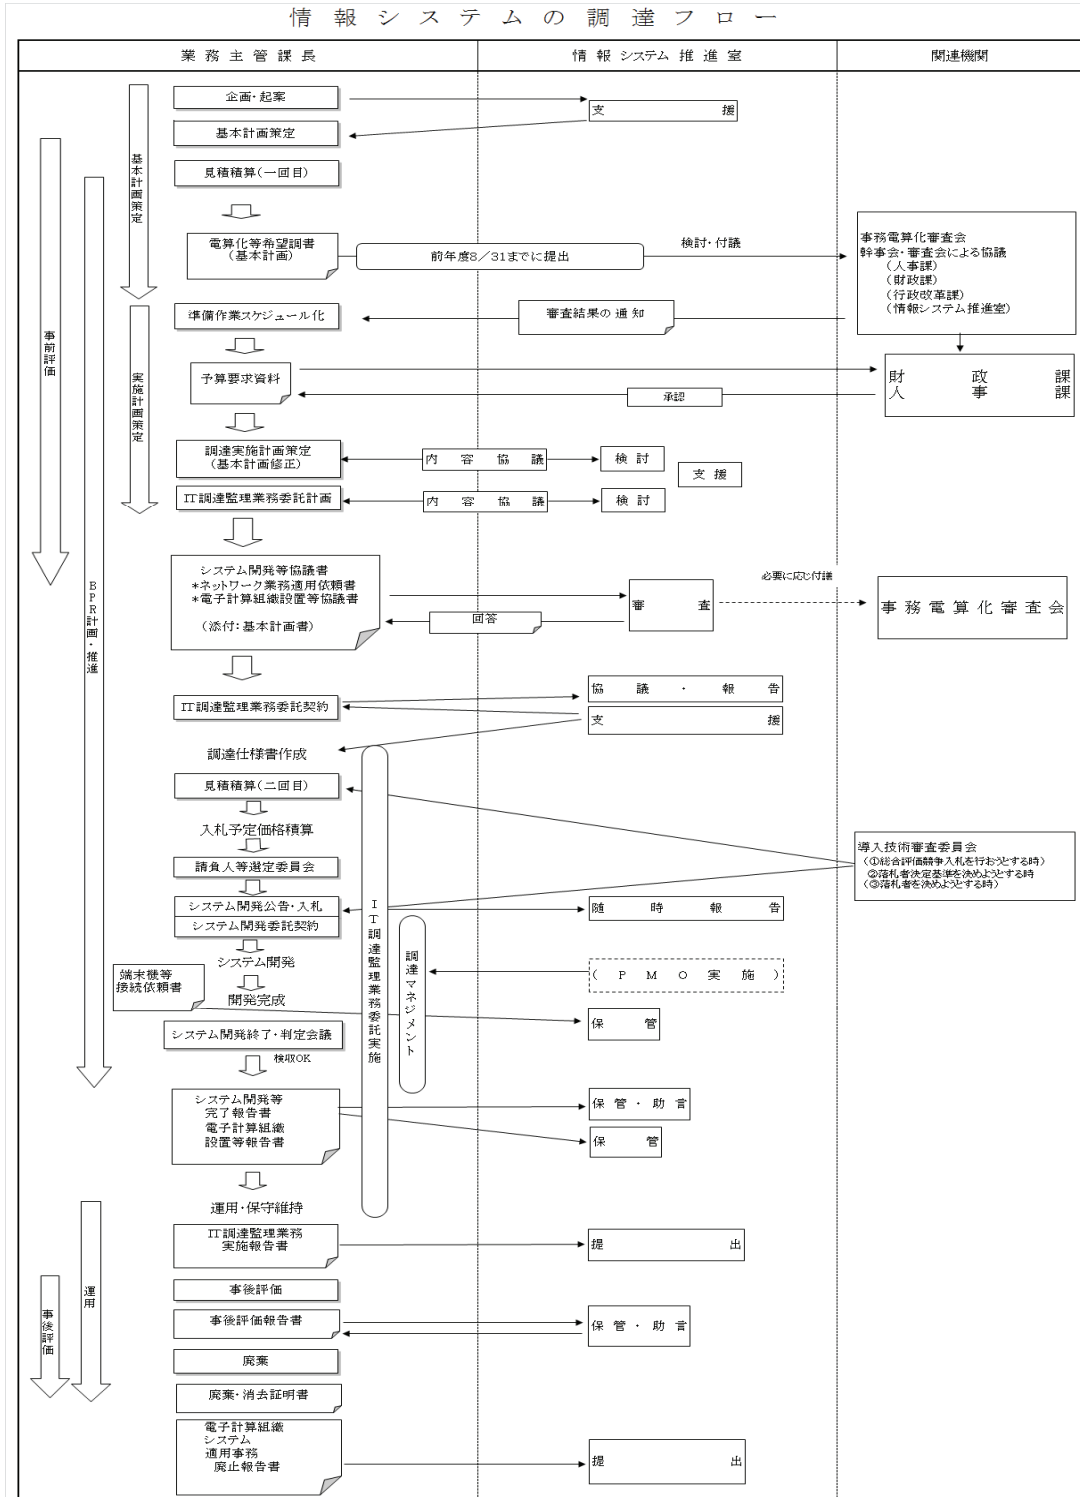 情報システムの調達フロー
業務主管課長
情報システム推進室
関連機関
企画・起案
支援
基本計画策定
見積積算(一回目)
基本計画策定
電算化等希望調書
(基本計画)
前年度8/31までに提出
検討・付議
事務電算化審査会
幹事会・審査会による協議
(人事課)
(財政課)
(行政改革課)
(情報システム推進室)
準備作業スケジュール化
審査結果の通知
事前評価
実施計画策定
予算要求資料
承認
財政課
人事課
調達実施計画策定
(基本計画修正)
内容協議
検討
支援
IT調達監理業務委託計画
内容協議
検討
BPR計画・推進
システム開発等協議書
*ネットワーク業務適用依頼書
*電子計算組織設置等協議書
(添付:基本計画書)
回答
審査
必要に応じ付議
事務電算化審査会
IT調達監理業務委託契約
協議・報告
支援
調達仕様書作成
見積積算(二回目)
入札予定価格積算
請負人等選定委員会
導入技術審査委員会
(①総合評価競争入札を行おうとする時)
②落札者決定基準を決めようとする時
(③落札者を決めようとする時)
システム開発公告・入札
随時報告
システム開発委託契約
IT調達監理業務委託実施
調達マネジメント
システム開発
(PMO実施)
端末機等
接続依頼書
開発完成
保管
システム開発終了・判定会議
検収OK
システム開発等
完了報告書
電子計算組織
設置等報告書
保管・助言
保管
運用・保守維持
IT調達監理業務
実施報告書
提出
運用
事後評価
事後評価
事後評価報告書
保管・助言
廃棄
廃棄・消去証明書
電子計算組織
システム
適用事務
廃止報告書
提出